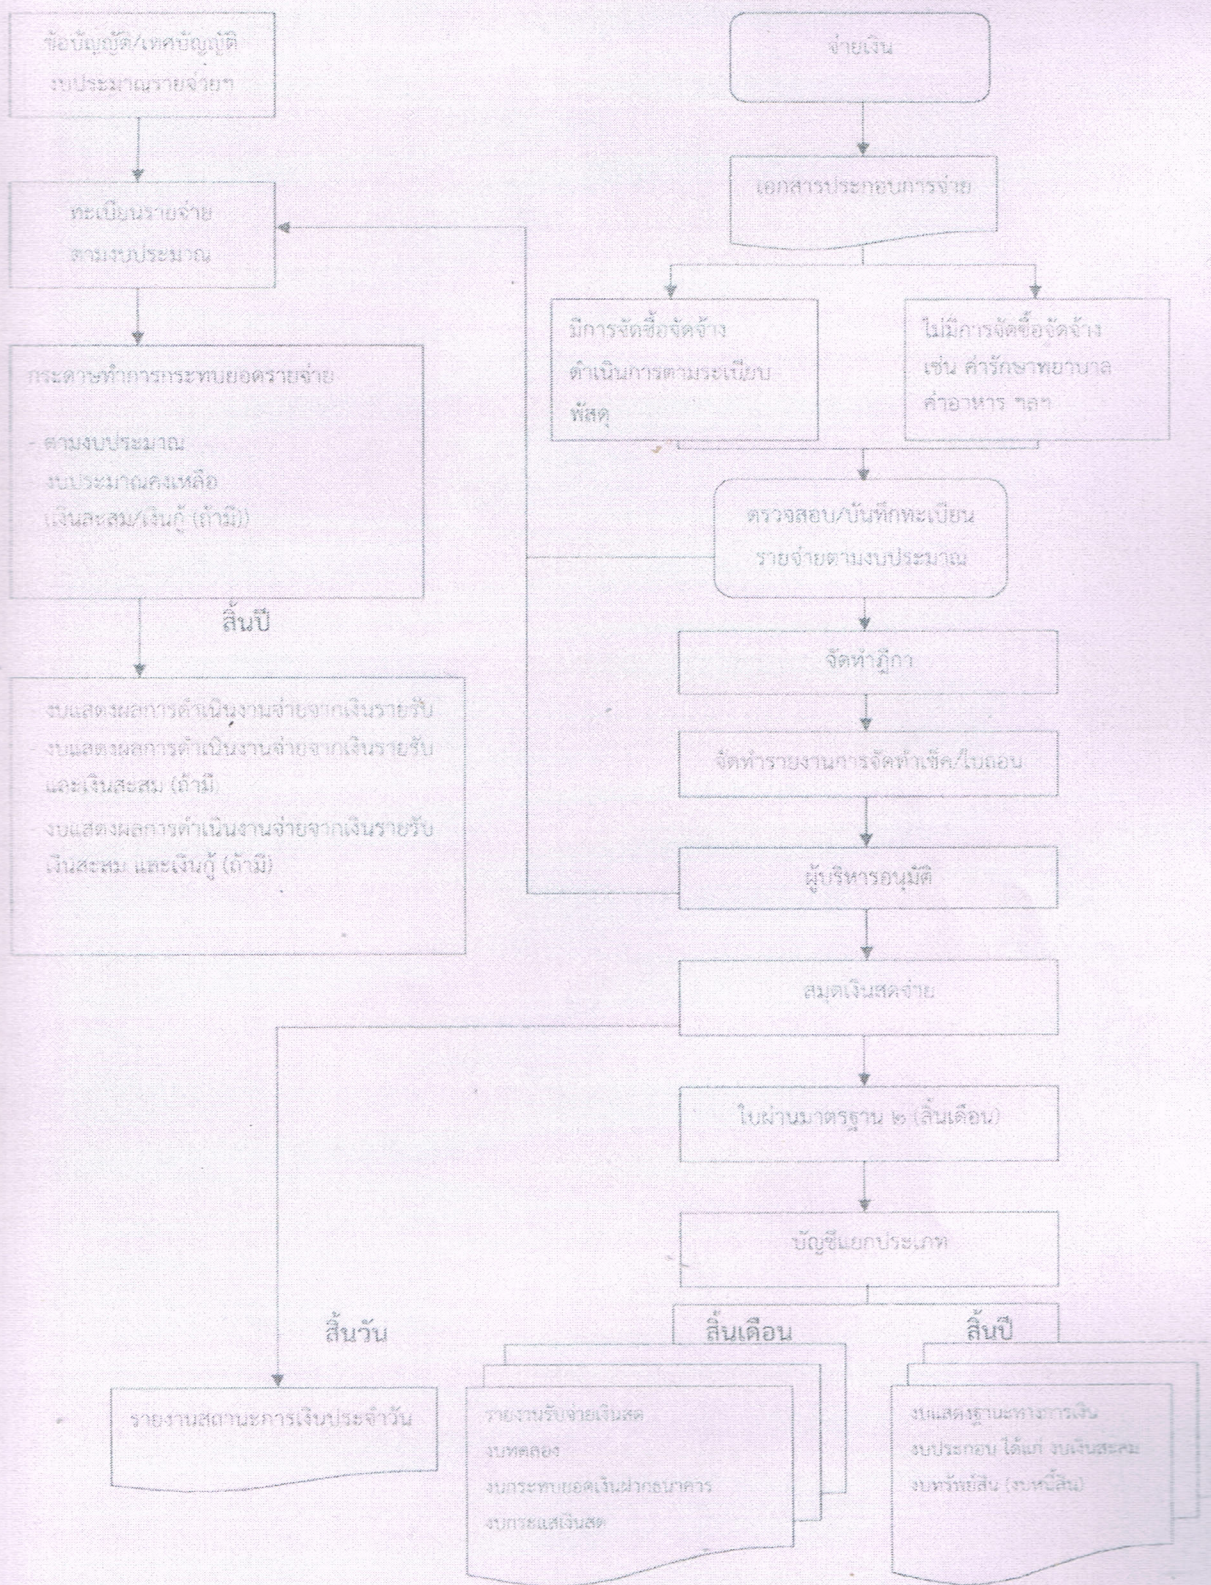 ข้อบัญญัติ/เทศบัญญัติ
งบประมาณรายจ่ายฯ
ทะเบียนรายจ่าย
ตามงบประมาณ
กระดาษทำการกระทบยอดรายจ่าย
- ตามงบประมาณ
- งบประมาณคงเหลือ
(เงินสะสม/เงินกู้ (ถ้ามี))
สิ้นปี
- งบแสดงผลการดำเนินงานจ่ายจากเงินรายรับ
- งบแสดงผลการดำเนินงานจ่ายจากเงินรายรับ
และเงินสะสม (ถ้ามี)
- งบแสดงผลการดำเนินงานจ่ายจากเงินรายรับ
เงินสะสม และเงินกู้ (ถ้ามี)
จ่ายเงิน
เอกสารประกอบการจ่าย
มีการจัดซื้อจัดจ้าง
ดำเนินการตามระเบียบ
พัสดุ
ไม่มีการจัดซื้อจัดจ้าง
เช่น ค่ารักษาพยาบาล
ค่าอาหาร ฯลฯ
ตรวจสอบ/บันทึกทะเบียน
รายจ่ายตามงบประมาณ
จัดทำฎีกา
จัดทำรายงานการจัดทำเช็ค/ใบถอน
ผู้บริหารอนุมัติ
สมุดเงินสดจ่าย
ใบผ่านมาตรฐาน ๒ (สิ้นเดือน)
บัญชีแยกประเภท
สิ้นวัน
รายงานสถานะการเงินประจำวัน
สิ้นเดือน
รายงานรับจ่ายเงินสด
งบทดลอง
งบกระทบยอดเงินฝากธนาคาร
งบกระแสเงินสด
สิ้นปี
งบแสดงฐานะทางการเงิน
งบประกอบ ได้แก่ งบเงินสะสม
งบทรัพย์สิน (งบหนี้สิน)